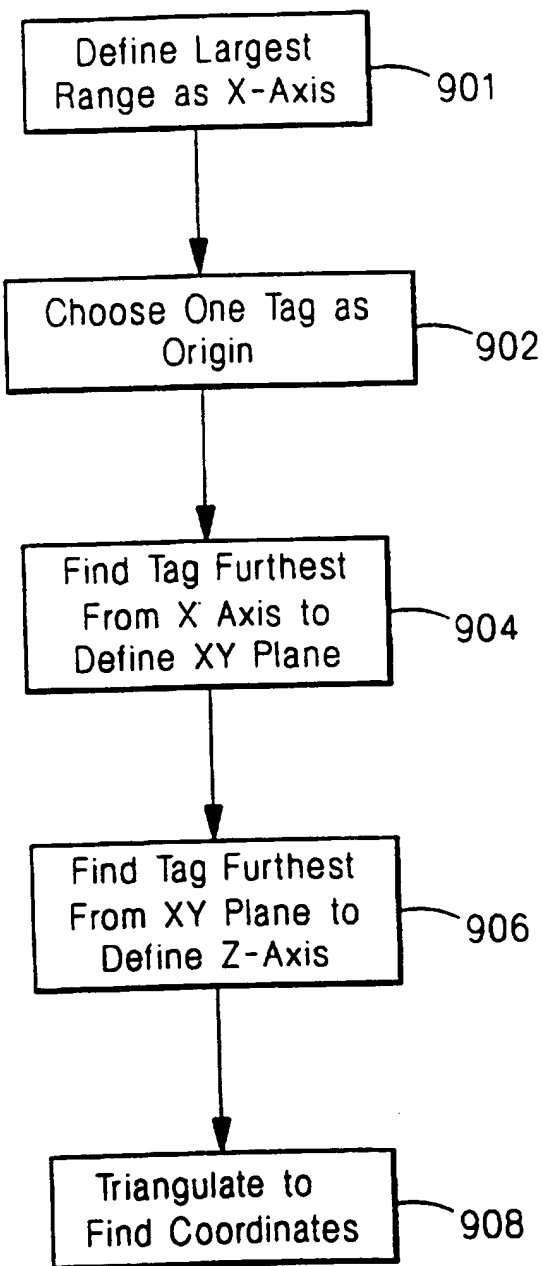 Define Largest
Range as X-Axis
901
Choose One Tag as
Origin
902
Find Tag Furthest
From X Axis to
Define XY Plane
904
Find Tag Furthest
From XY Plane to
Define Z-Axis
906
Triangulate to
Find Coordinates
908